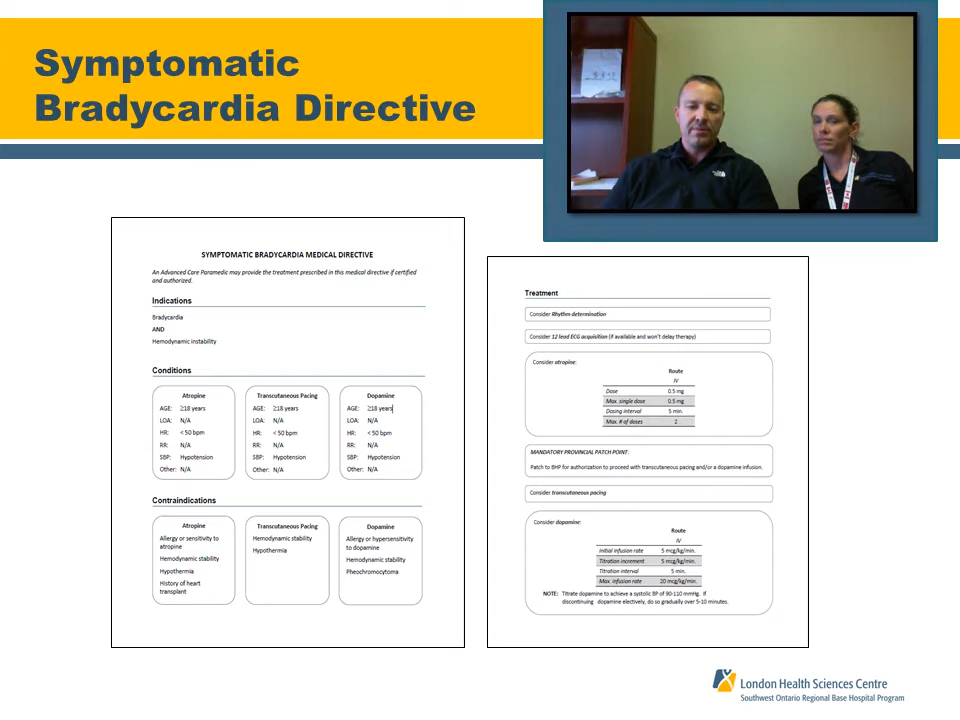 Symptomatic
Bradycardia Directive
SYMPTOMATIC BRADYCARDIA MEDICAL DIRECTIVE
An Advanced Care Paramedic may provide the treatment prescribed in this medical directive if certified
and authorized.
Indications
Bradycardia
AND
Hemodynamic instability
Conditions
Atropine
AGE: ≥18 years
LOA: N/A
HR: < 50 bpm
RR: N/A
SBP: Hypotension
Other: N/A
Transcutaneous Pacing
AGE: ≥18 years
LOA: N/A
HR: < 50 bpm
RR: N/A
SBP: Hypotension
Other: N/A
Dopamine
AGE: ≥18 years
LOA: N/A
HR: < 50 bpm
RR: N/A
SBP: Hypotension
Other: N/A
Contraindications
Atropine
Allergy or sensitivity to
atropine
Hemodynamic stability
Hypothermia
History of heart
transplant
Transcutaneous Pacing
Hemodynamic stability
Hypothermia
Dopamine
Allergy or hypersensitivity
to dopamine
Hemodynamic stability
Pheochromocytoma
Treatment
Consider Rhythm determination
Consider 12 lead ECG acquisition (if available and won't delay therapy)
Consider atropine:
Route
IV
Dose 0.5 mg
Max. single dose 0.5 mg
Dosing interval 5 min.
Max. # of doses 2
MANDATORY PROVINCIAL PATCH POINT.
Patch to BHP for authorization to proceed with transcutaneous pacing and/or a dopamine infusion.
Consider transcutaneous pacing
Consider dopamine:
Route
IV
Initial infusion rate 5 mcg/kg/min.
Titration increment 5 mcg/kg/min.
Titration interval 5 min.
Max. infusion rate 20 mcg/kg/min.
NOTE: Titrate dopamine to achieve a systolic BP of 90-110 mmHg. If
discontinuing dopamine electively, do so gradually over 5-10 minutes.
London Health Sciences Centre
Southwest Ontario Regional Base Hospital Program